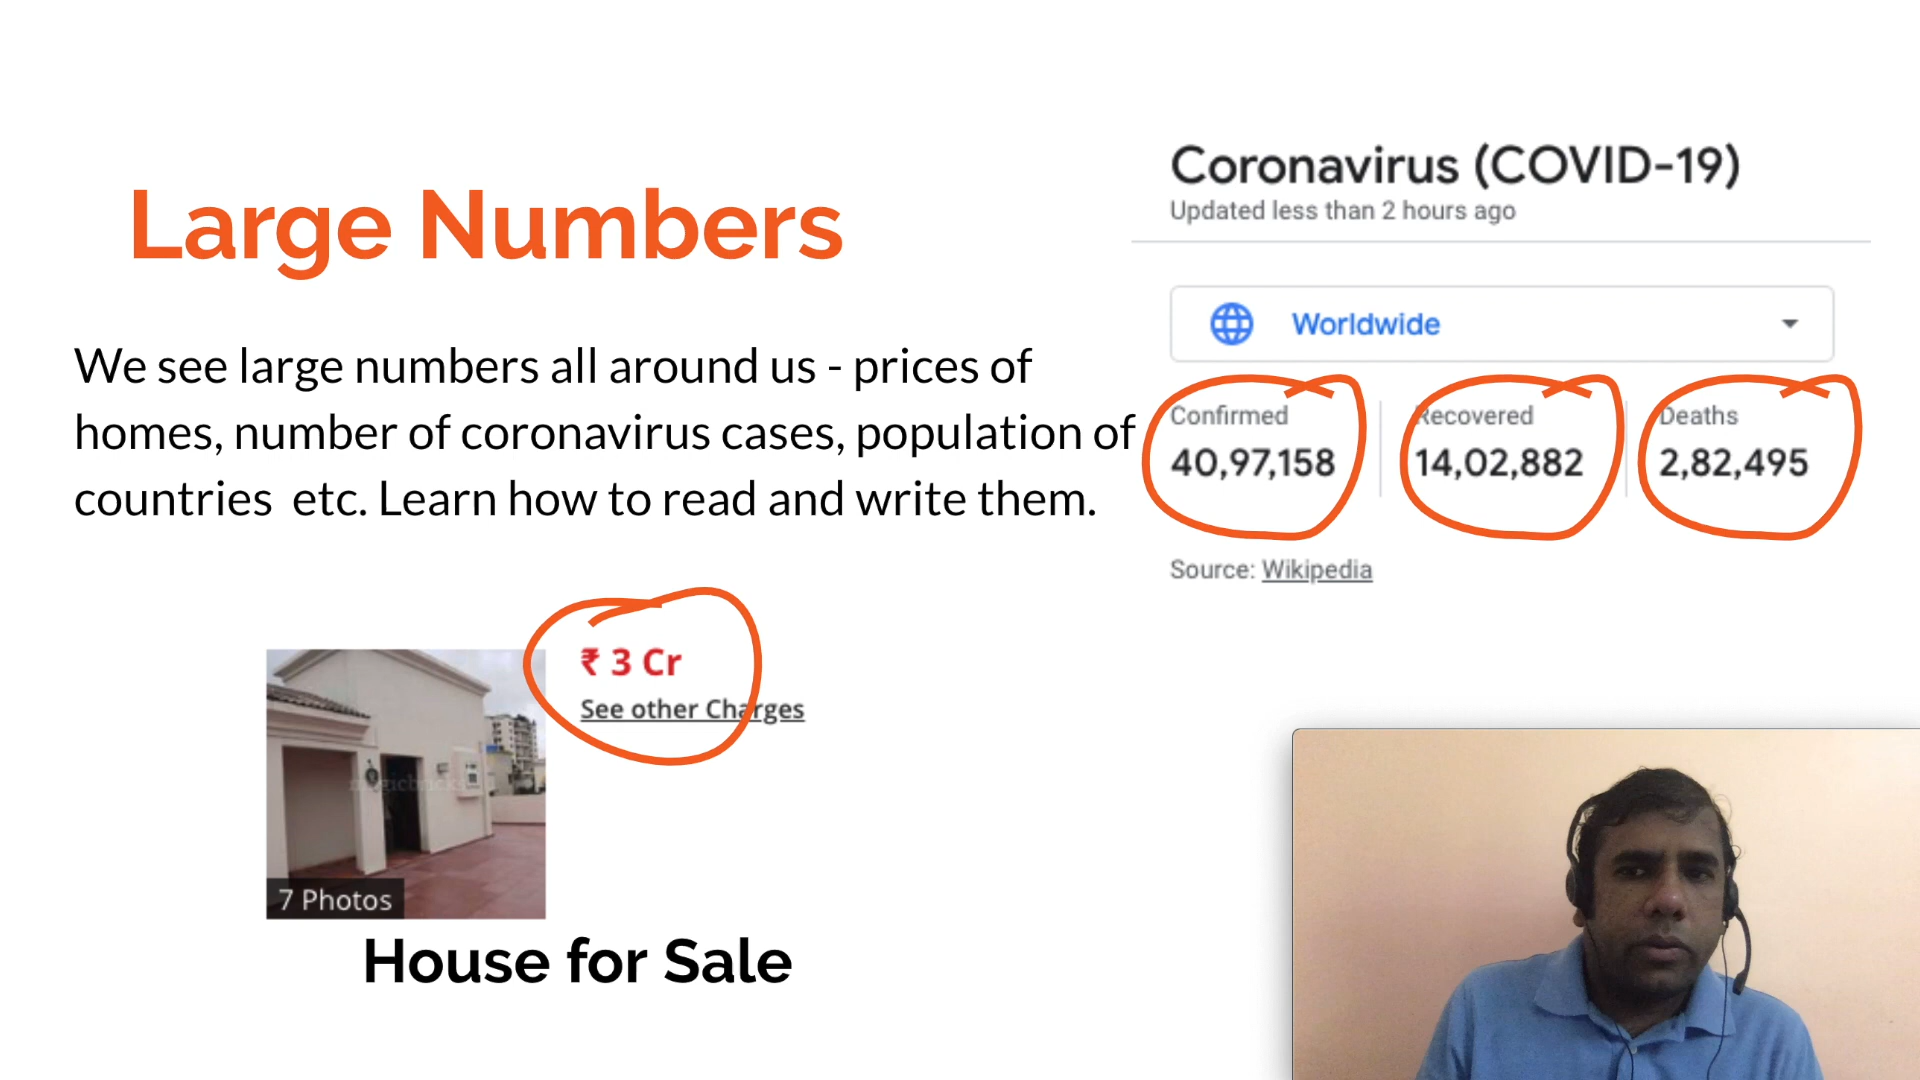 Large Numbers
We see large numbers all around us - prices of
homes, number of coronavirus cases, population of
countries etc. Learn how to read and write them.
Coronavirus (COVID-19)
Updated less than 2 hours ago
Worldwide
Confirmed Recovered Deaths
40,97,158 14,02,882 2,82,495
Source: Wikipedia
₹ 3 Cr
See other Charges
7 Photos
House for Sale